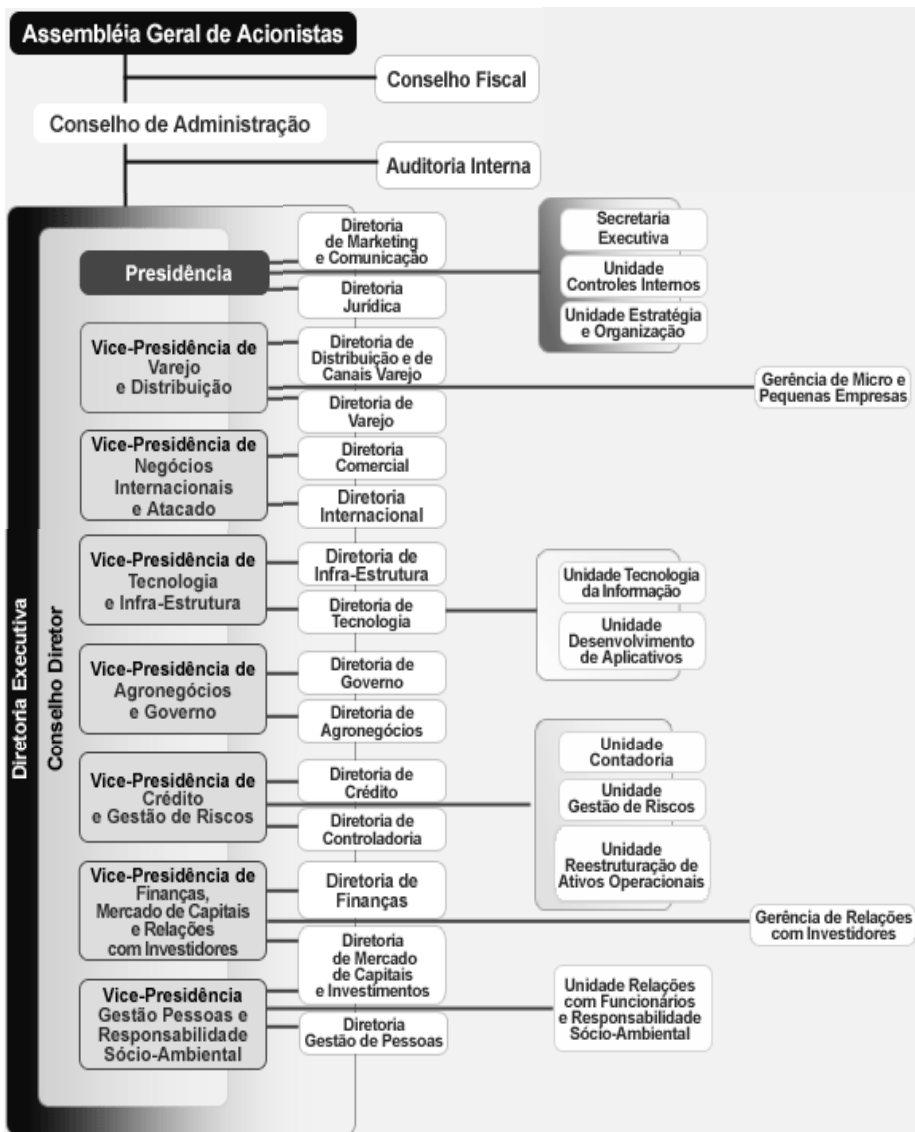 Assembléia Geral de Acionistas
Conselho Fiscal
Conselho de Administração
Auditoria Interna
Diretoria Executiva
Conselho Diretor
Presidência
Diretoria
de Marketing
e Comunicação
Diretoria
Jurídica
Secretaria
Executiva
Unidade
Controles Internos
Unidade Estratégia
e Organização
Vice-Presidência de
Varejo
e Distribuição
Diretoria de
Distribuição e de
Canais Varejo
Diretoria de
Varejo
Gerência de Micro e
Pequenas Empresas
Vice-Presidência de
Negócios
Internacionais
e Atacado
Diretoria
Comercial
Diretoria
Internacional
Vice-Presidência de
Tecnologia
e Infra-Estrutura
Diretoria de
Infra-Estrutura
Diretoria de
Tecnologia
Unidade Tecnologia
da Informação
Unidade
Desenvolvimento
de Aplicativos
Vice-Presidência de
Agronegócios
e Governo
Diretoria de
Governo
Diretoria de
Agronegócios
Vice-Presidência de
Crédito
e Gestão de Riscos
Diretoria de
Crédito
Diretoria de
Controladoria
Unidade
Contadoria
Unidade
Gestão de Riscos
Unidade
Reestruturação de
Ativos Operacionais
Vice-Presidência de
Finanças,
Mercado de Capitais
e Relações
com Investidores
Diretoria de
Finanças
Diretoria
de Mercado
de Capitais
e Investimentos
Gerência de Relações
com Investidores
Vice-Presidência
Gestão Pessoas e
Responsabilidade
Sócio-Ambiental
Diretoria
Gestão de Pessoas
Unidade Relações
com Funcionários
e Responsabilidade
Sócio-Ambiental